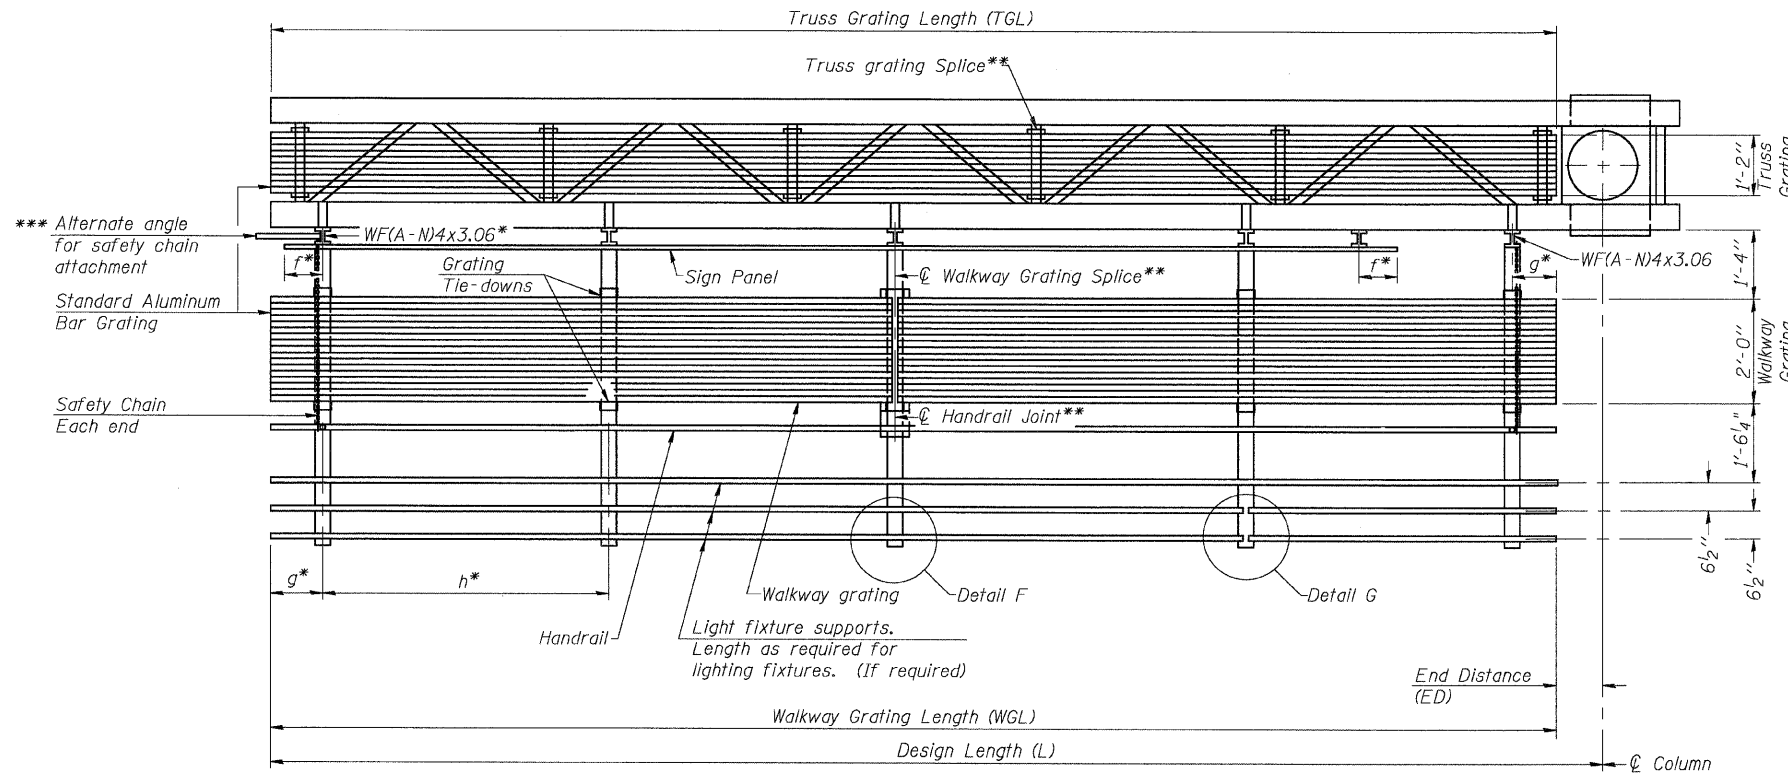 Truss Grating Length (TGL)
Truss grating Splice**
1'-2"
Truss
Grating
*** Alternate angle
for safety chain
attachment
WF(A-N)4x3.06*
f*
Grating
Tie-downs
Sign Panel
℄ Walkway Grating Splice**
f*
g*
WF(A-N)4x3.06
1'-4"
Standard Aluminum
Bar Grating
2'-0"
Walkway
Grating
Safety Chain
Each end
℄ Handrail Joint**
1'-6¼"
6½"
6½"
g*
h*
Walkway grating
Detail F
Detail G
Handrail
Light fixture supports.
Length as required for
lighting fixtures. (If required)
End Distance
(ED)
Walkway Grating Length (WGL)
Design Length (L)
℄ Column